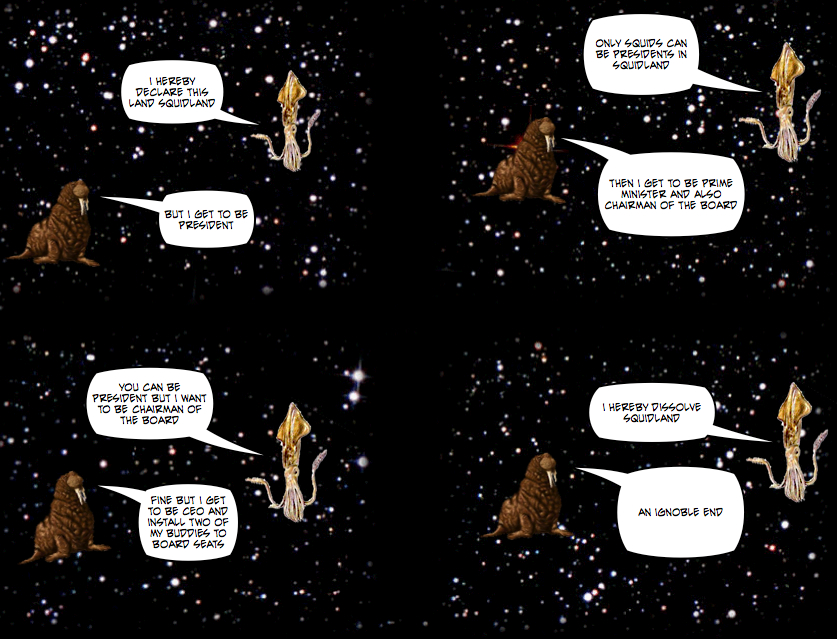 I HEREBY
DECLARE THIS
LAND SQUIDLAND
BUT I GET TO BE
PRESIDENT
ONLY SQUIDS CAN
BE PRESIDENTS IN
SQUIDLAND
THEN I GET TO BE PRIME
MINISTER AND ALSO
CHAIRMAN OF THE BOARD
YOU CAN BE
PRESIDENT BUT I WANT
TO BE CHAIRMAN OF
THE BOARD
FINE BUT I GET
TO BE CEO AND
INSTALL TWO OF
MY BUDDIES TO
BOARD SEATS
I HEREBY DISSOLVE
SQUIDLAND
AN IGNOBLE END